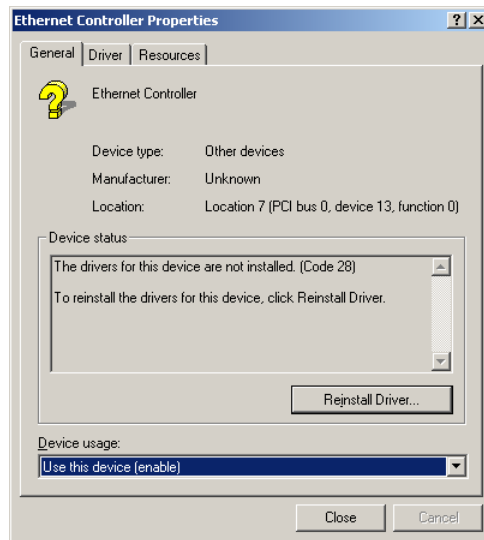 Ethernet Controller Properties
General Driver Resources
Ethernet Controller
Device type: Other devices
Manufacturer: Unknown
Location: Location 7 (PCI bus 0, device 13, function 0)
Device status
The drivers for this device are not installed. (Code 28)
To reinstall the drivers for this device, click Reinstall Driver.
Reinstall Driver...
Device usage:
Use this device (enable)
Close Cancel